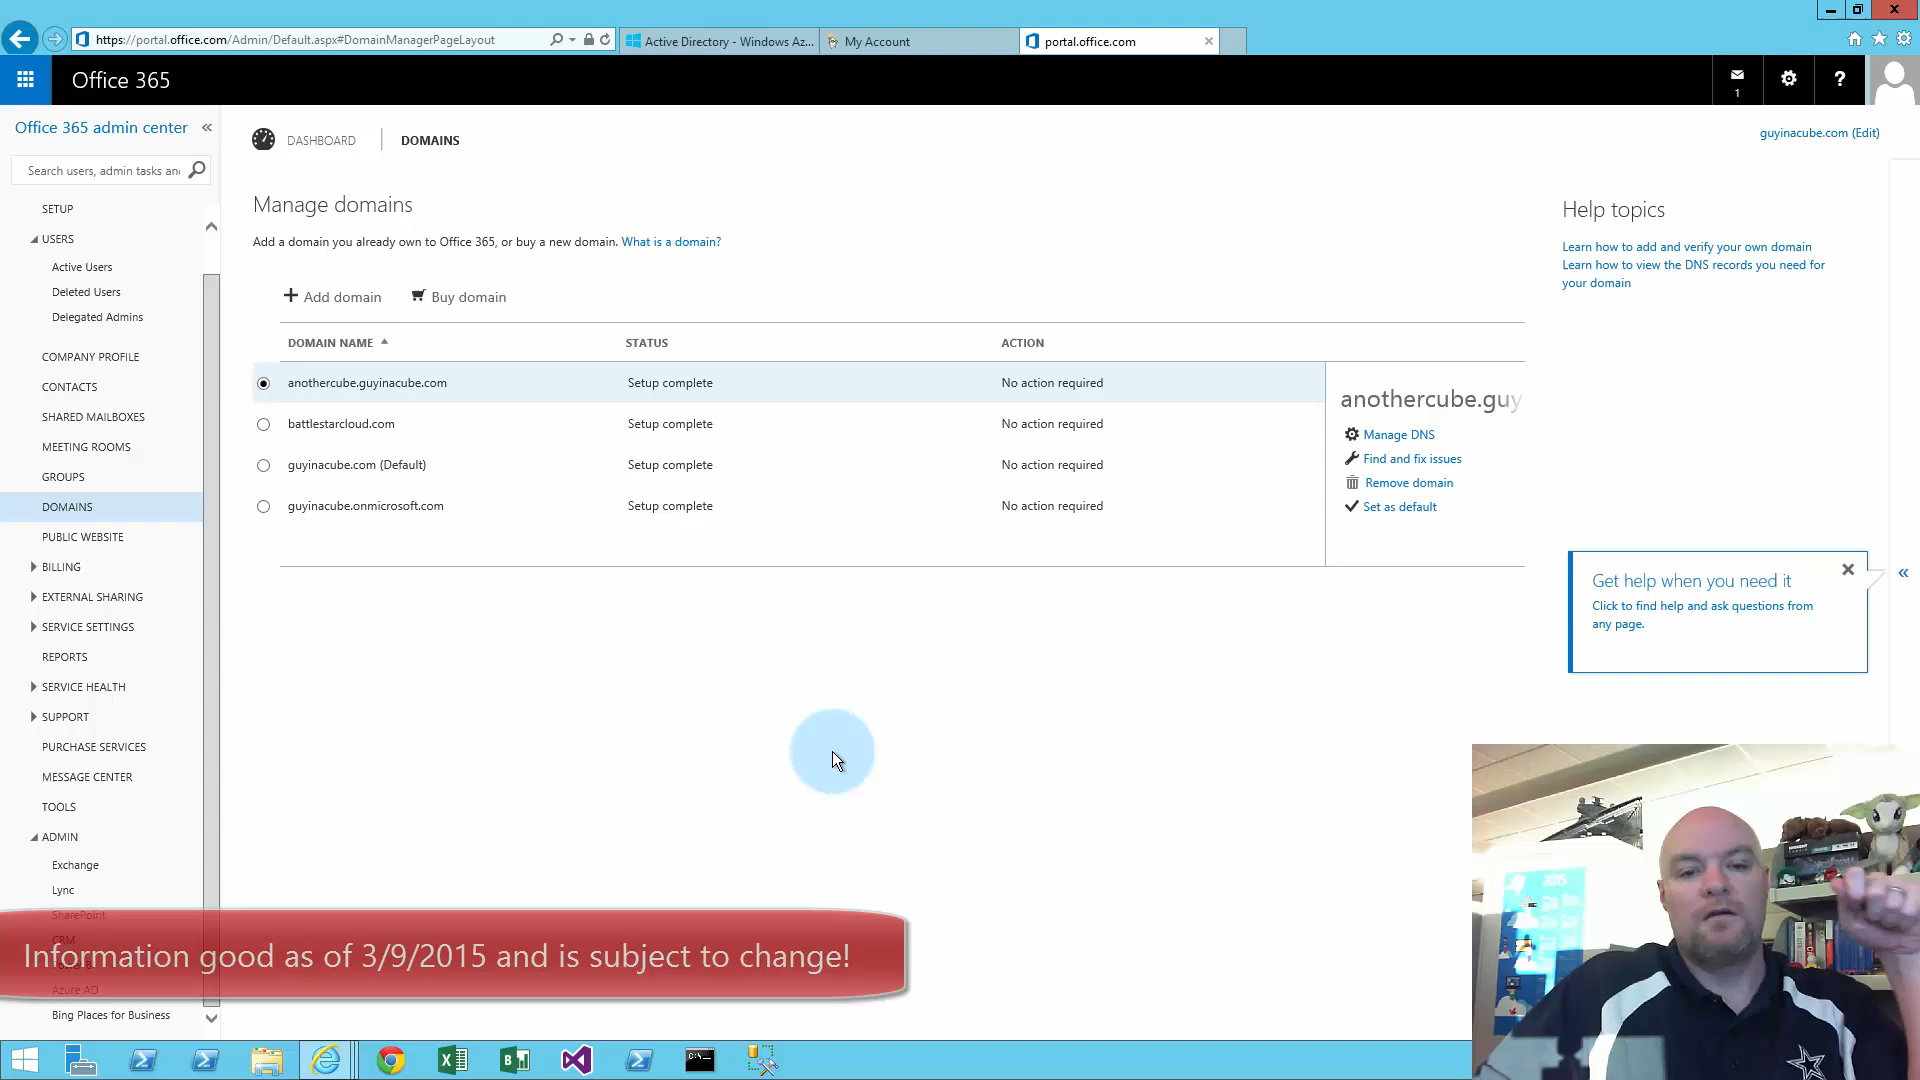 https://portal.office.com/Admin/Default.aspx#DomainManagerPageLayout
Active Directory - Windows Az...
My Account
portal.office.com
Office 365
1
?
Office 365 admin center
Search users, admin tasks and
SETUP
USERS
Active Users
Deleted Users
Delegated Admins
COMPANY PROFILE
CONTACTS
SHARED MAILBOXES
MEETING ROOMS
GROUPS
DOMAINS
PUBLIC WEBSITE
BILLING
EXTERNAL SHARING
SERVICE SETTINGS
REPORTS
SERVICE HEALTH
SUPPORT
PURCHASE SERVICES
MESSAGE CENTER
TOOLS
ADMIN
Exchange
Lync
SharePoint
CRM
Azure AD
Bing Places for Business
DASHBOARD
DOMAINS
guyinacube.com (Edit)
Manage domains
Add a domain you already own to Office 365, or buy a new domain. What is a domain?
Add domain
Buy domain
DOMAIN NAME STATUS ACTION
anothercube.guyinacube.com Setup complete No action required
battlestarcloud.com Setup complete No action required
guyinacube.com (Default) Setup complete No action required
guyinacube.onmicrosoft.com Setup complete No action required
anothercube.guy
Manage DNS
Find and fix issues
Remove domain
Set as default
Help topics
Learn how to add and verify your own domain
Learn how to view the DNS records you need for
your domain
Get help when you need it
Click to find help and ask questions from
any page.
Information good as of 3/9/2015 and is subject to change!
2015